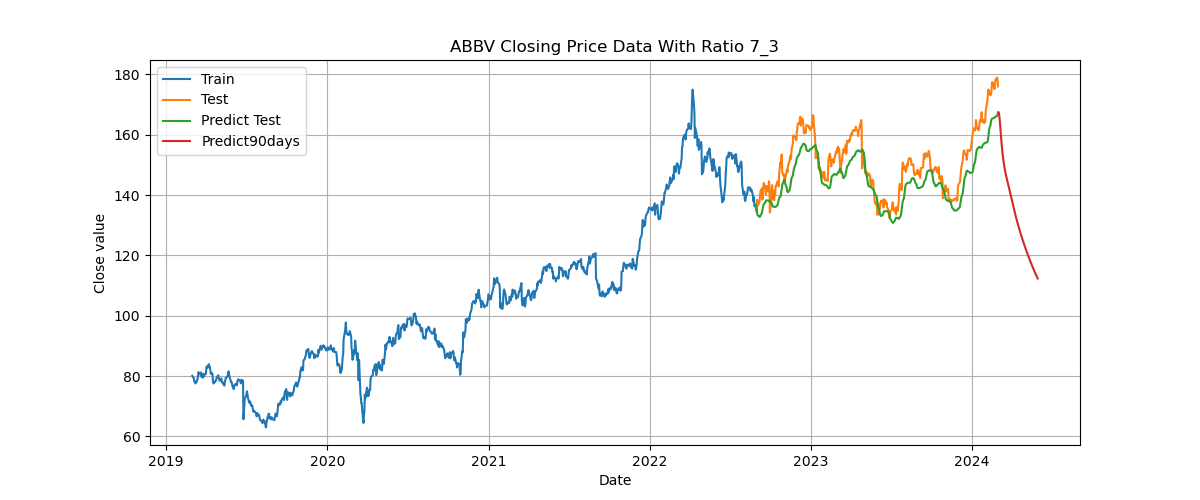 ABBV Closing Price Data With Ratio 7_3
Train
Test
Predict Test
Predict90days
180
160
140
120
100
80
60
Close value
2019
2020
2021
2022
2023
2024
Date